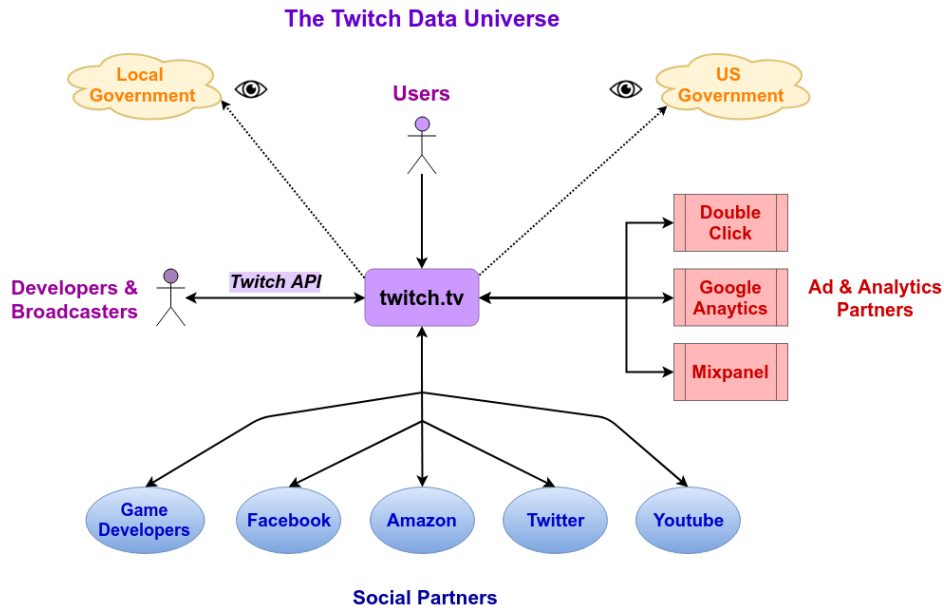 The Twitch Data Universe
Local
Government
US
Government
Users
Double
Click
Developers &
Broadcasters
Twitch API
twitch.tv
Google
Anaytics
Ad & Analytics
Partners
Mixpanel
Game
Developers
Facebook
Amazon
Twitter
Youtube
Social Partners